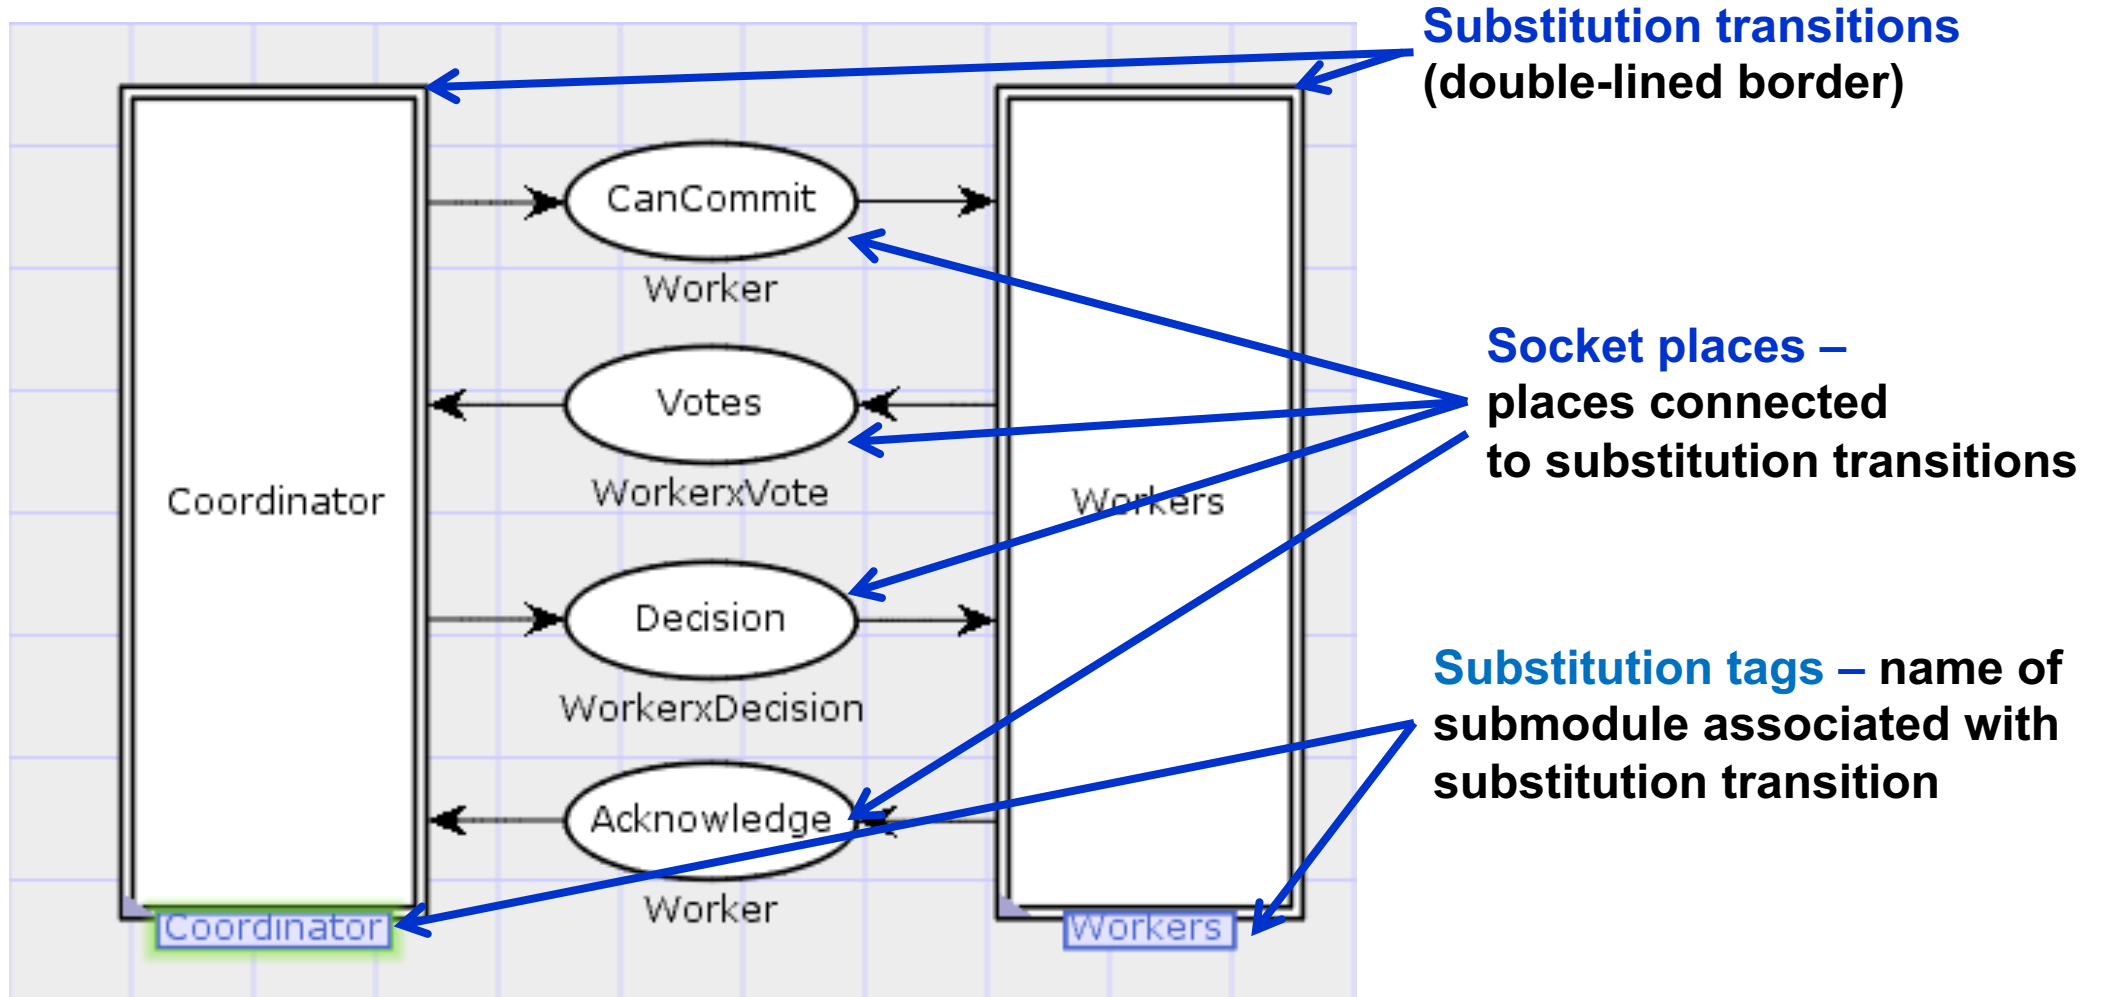 Substitution transitions
(double-lined border)
CanCommit
Worker
Socket places –
places connected
to substitution transitions
Votes
WorkerxVote
Coordinator
Workers
Decision
WorkerxDecision
Substitution tags – name of
submodule associated with
substitution transition
Acknowledge
Worker
Coordinator
Workers